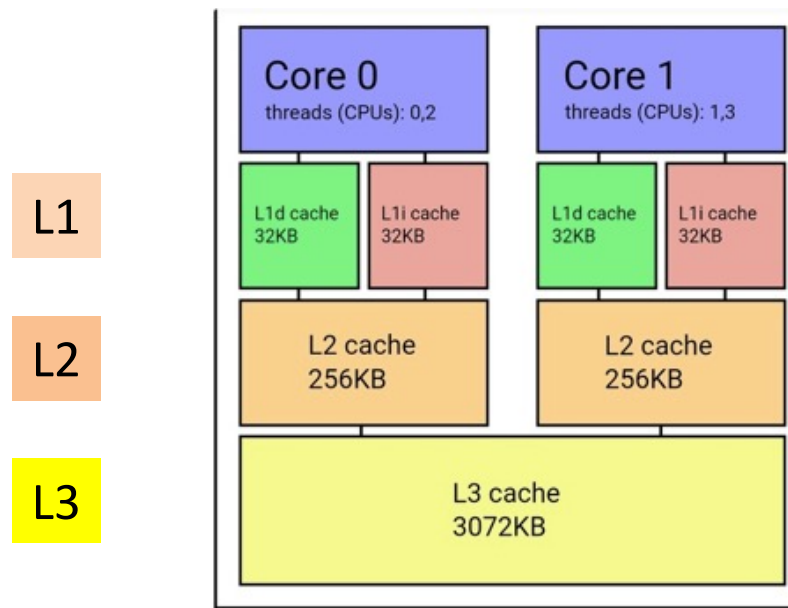 Core 0
threads (CPUs): 0,2
Core 1
threads (CPUs): 1,3
L1
L1d cache
32KB
L1i cache
32KB
L1d cache
32KB
L1i cache
32KB
L2
L2 cache
256KB
L2 cache
256KB
L3
L3 cache
3072KB